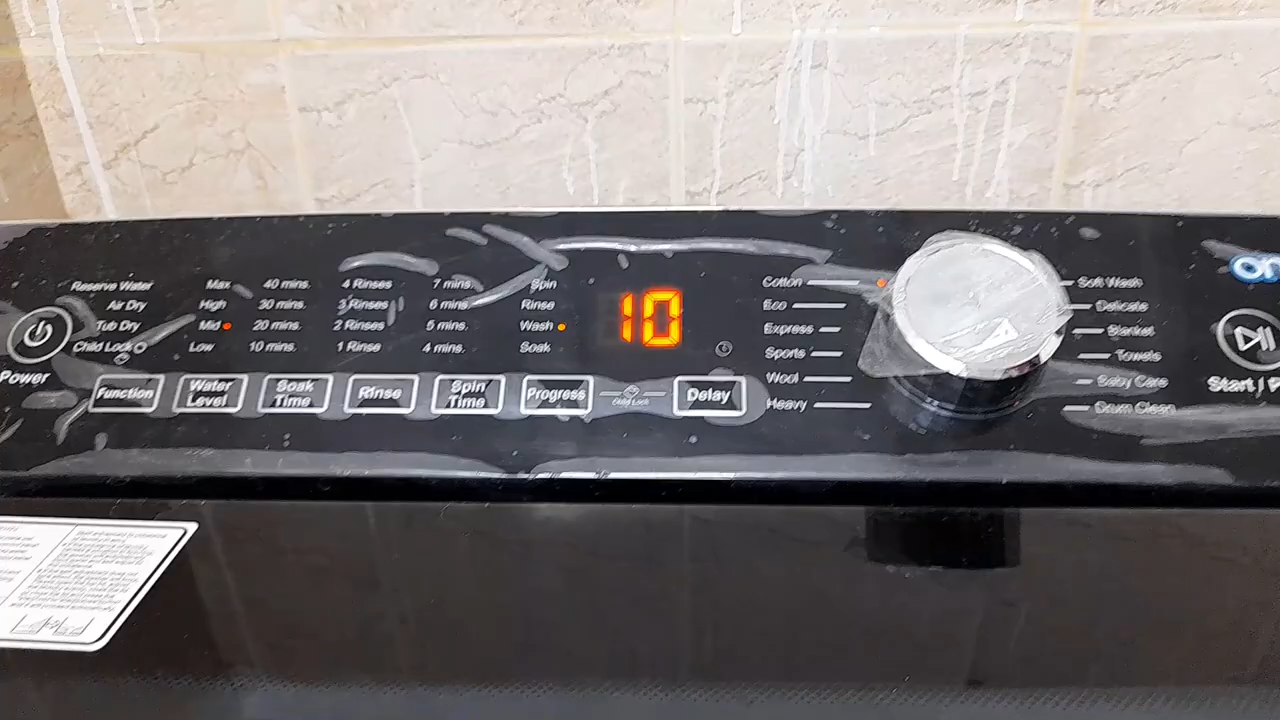 Reserve Water
Air Dry
Tub Dry
Child Lock
Power
Max
High
Mid
Low
40 mins.
30 mins.
20 mins.
10 mins.
4 Rinses
3 Rinses
2 Rinses
1 Rinse
7 mins.
6 mins.
5 mins.
4 mins.
Spin
Rinse
Wash
Soak
10
Function
Water Level
Soak Time
Rinse
Spin Time
Progress
Child Lock
Delay
Cotton
Eco
Express
Sports
Wool
Heavy
Soft Wash
Delicate
Blanket
Towels
Baby Care
Drum Clean
Start / P